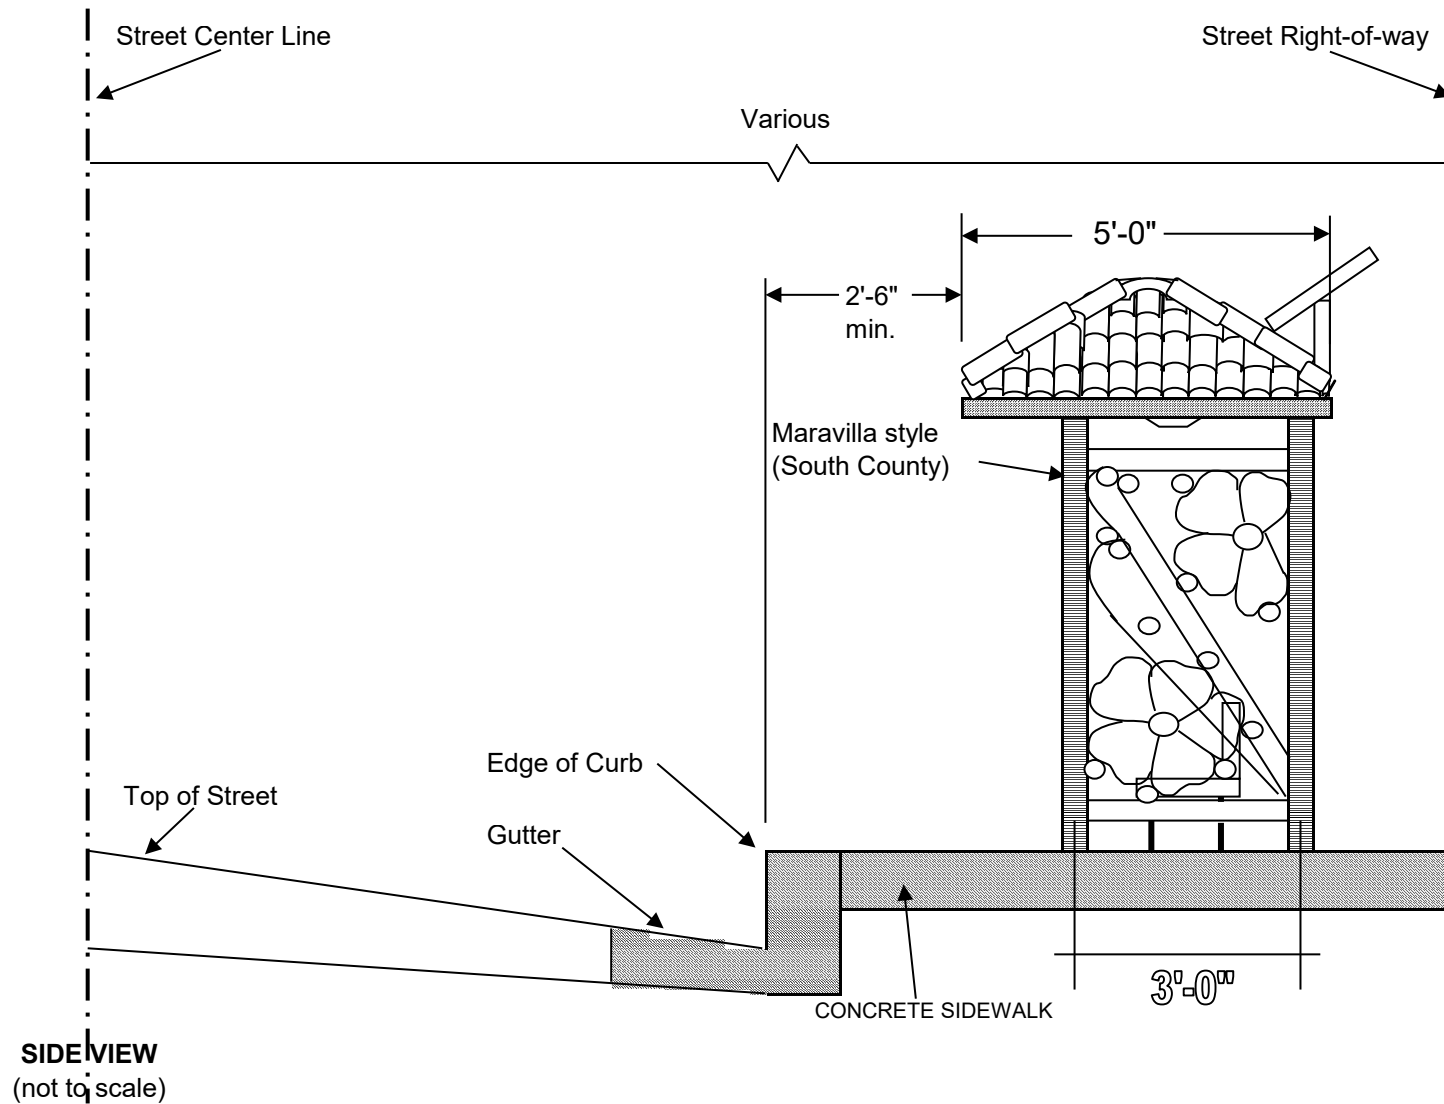 Street Center Line
Street Right-of-way
Various
5'-0"
2'-6"
min.
Maravilla style
(South County)
Edge of Curb
Top of Street
Gutter
3'-0"
CONCRETE SIDEWALK
SIDE VIEW
(not to scale)